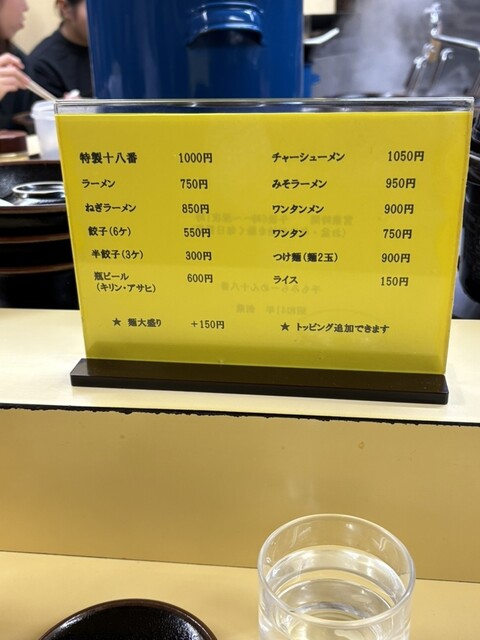 特製十八番 1000円
ラーメン 750円
ねぎラーメン 850円
餃子(6ケ) 550円
半餃子(3ケ) 300円
瓶ビール 600円
(キリン・アサヒ)
★ 麺大盛り +150円
チャーシューメン 1050円
みそラーメン 950円
ワンタンメン 900円
ワンタン 750円
つけ麺(麺2玉) 900円
ライス 150円
★ トッピング追加できます